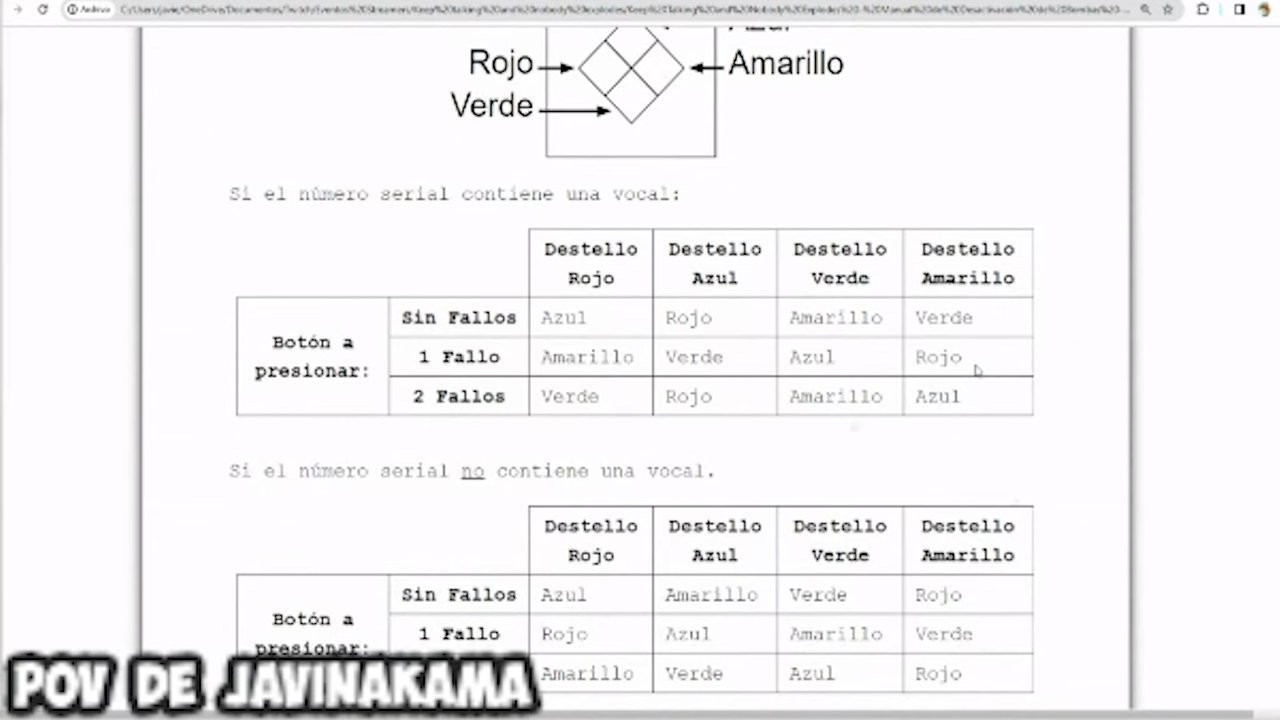 Archivo
Rojo
Amarillo
Verde
Si el número serial contiene una vocal:
Destello Rojo Destello Azul Destello Verde Destello Amarillo
Botón a presionar:
Sin Fallos Azul Rojo Amarillo Verde
1 Fallo Amarillo Verde Azul Rojo
2 Fallos Verde Rojo Amarillo Azul
Si el número serial no contiene una vocal.
Destello Rojo Destello Azul Destello Verde Destello Amarillo
Botón a presionar:
Sin Fallos Azul Amarillo Verde Rojo
1 Fallo Rojo Azul Amarillo Verde
Amarillo Verde Azul Rojo
POV DE JAVINAKAMA